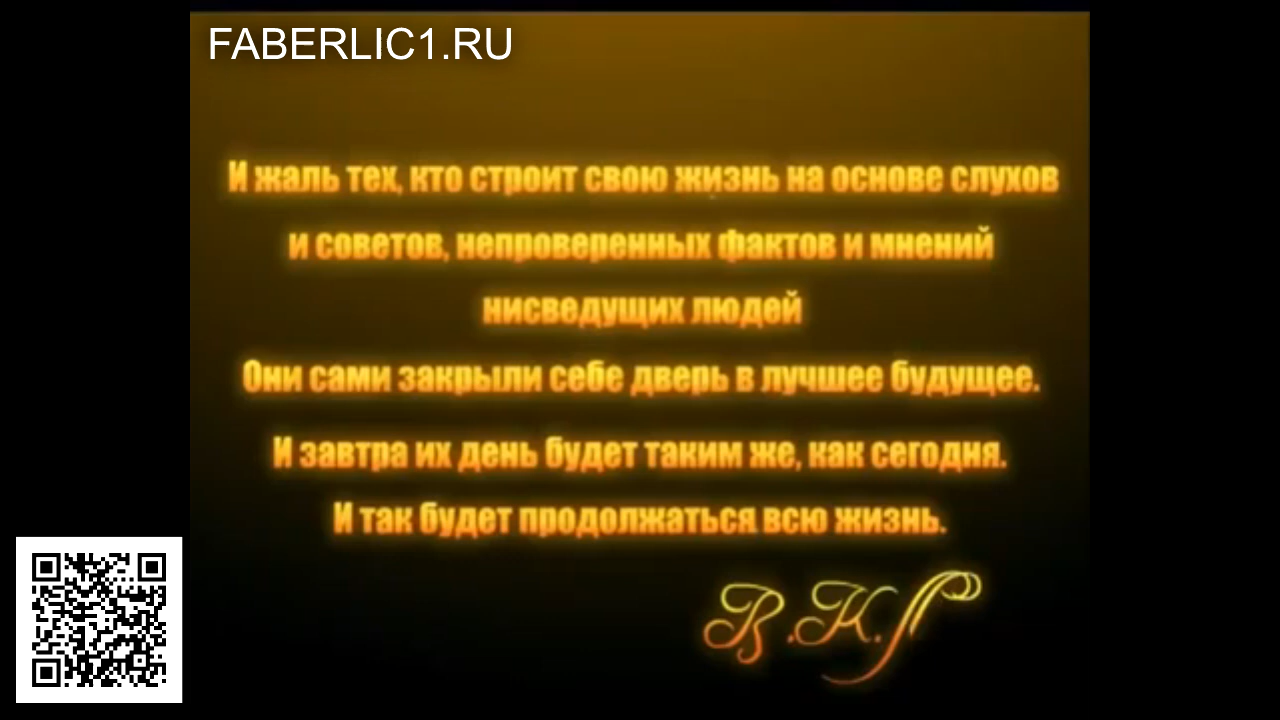 FABERLIC1.RU
И жаль тех, кто строит свою жизнь на основе слухов
и советов, непроверенных фактов и мнений
нисведущих людей
Они сами закрыли себе дверь в лучшее будущее.
И завтра их день будет таким же, как сегодня.
И так будет продолжаться всю жизнь.
В.К.